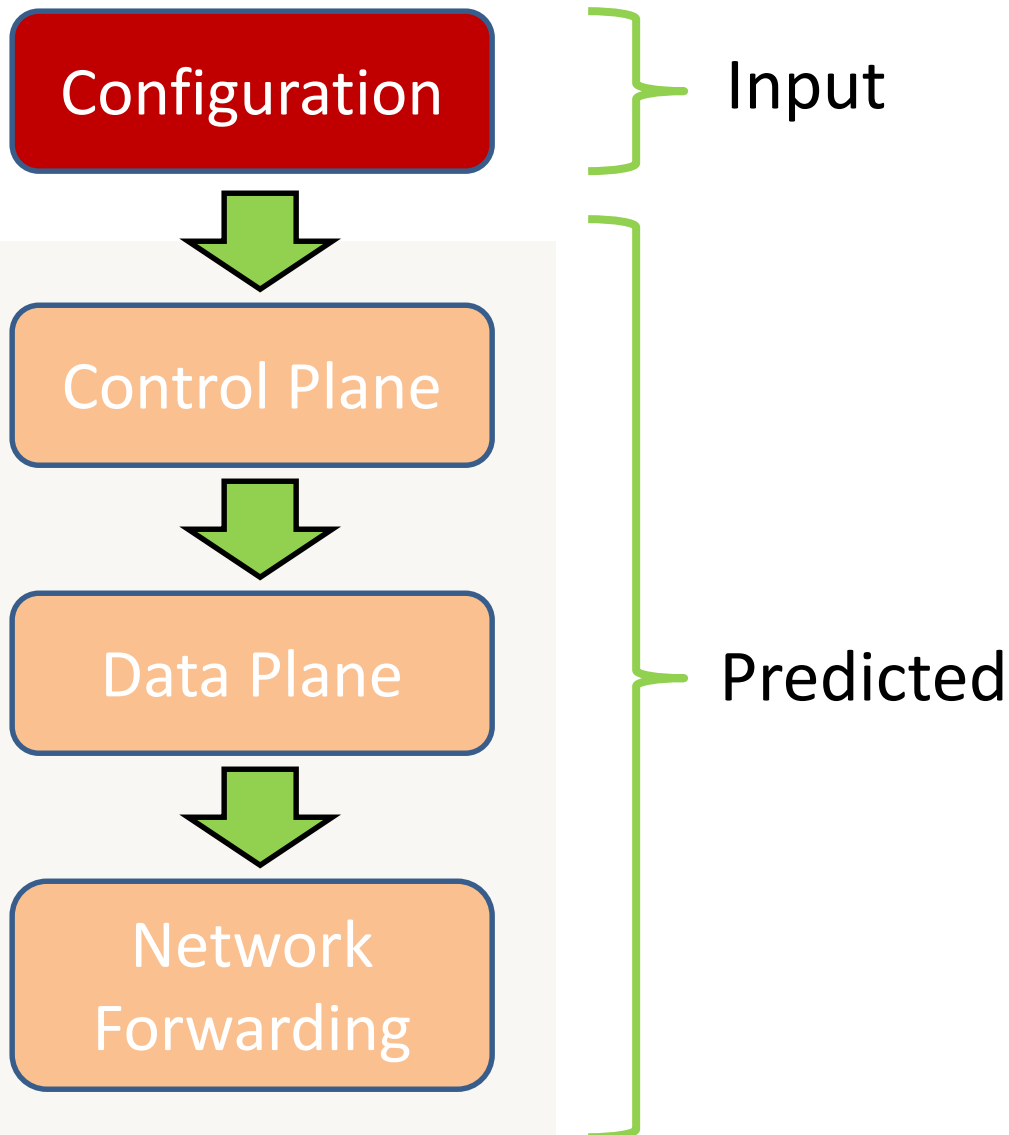 Configuration
Input
Control Plane
Data Plane
Predicted
Network
Forwarding